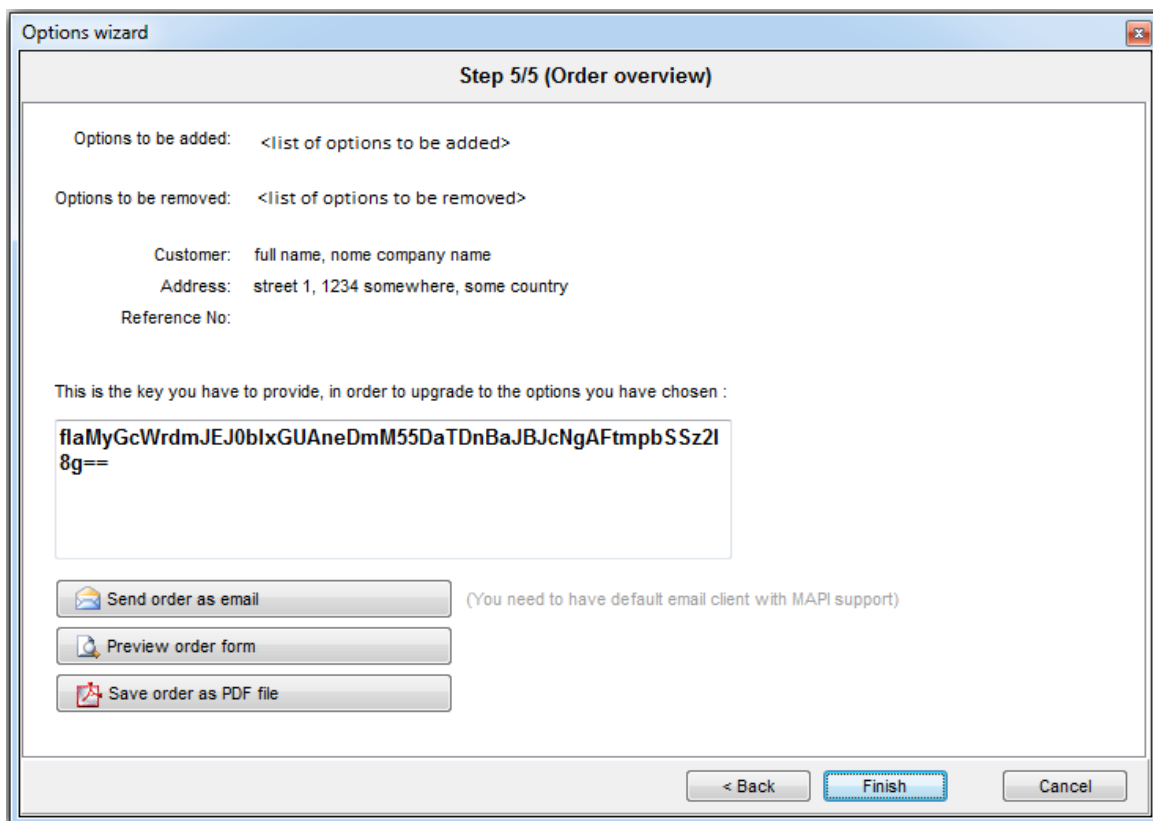 Options wizard
Step 5/5 (Order overview)
Options to be added: <list of options to be added>
Options to be removed: <list of options to be removed>
Customer: full name, nome company name
Address: street 1, 1234 somewhere, some country
Reference No:
This is the key you have to provide, in order to upgrade to the options you have chosen :
flaMyGcWrdmJEJ0blxGUAneDmM55DaTDnBaJBJcNgAFtmpbSSz2l
8g==
Send order as email (You need to have default email client with MAPI support)
Preview order form
Save order as PDF file
< Back Finish Cancel